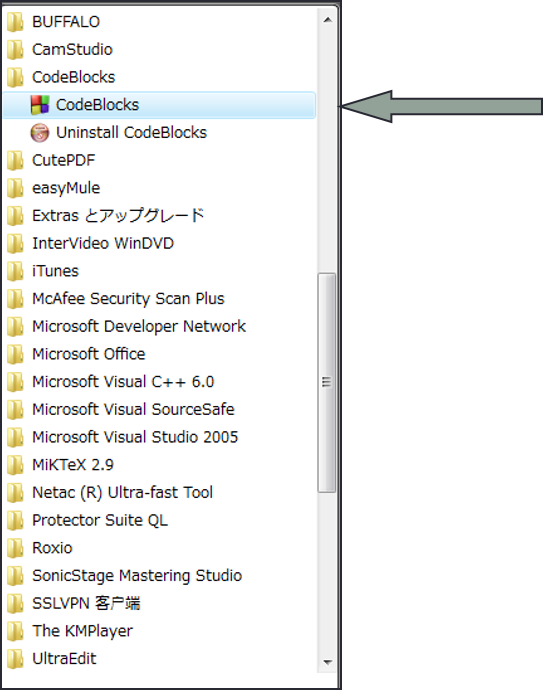 BUFFALO
CamStudio
CodeBlocks
CodeBlocks
Uninstall CodeBlocks
CutePDF
easyMule
Extras とアップグレード
InterVideo WinDVD
iTunes
McAfee Security Scan Plus
Microsoft Developer Network
Microsoft Office
Microsoft Visual C++ 6.0
Microsoft Visual SourceSafe
Microsoft Visual Studio 2005
MiKTeX 2.9
Netac (R) Ultra-fast Tool
Protector Suite QL
Roxio
SonicStage Mastering Studio
SSLVPN 客户端
The KMPlayer
UltraEdit